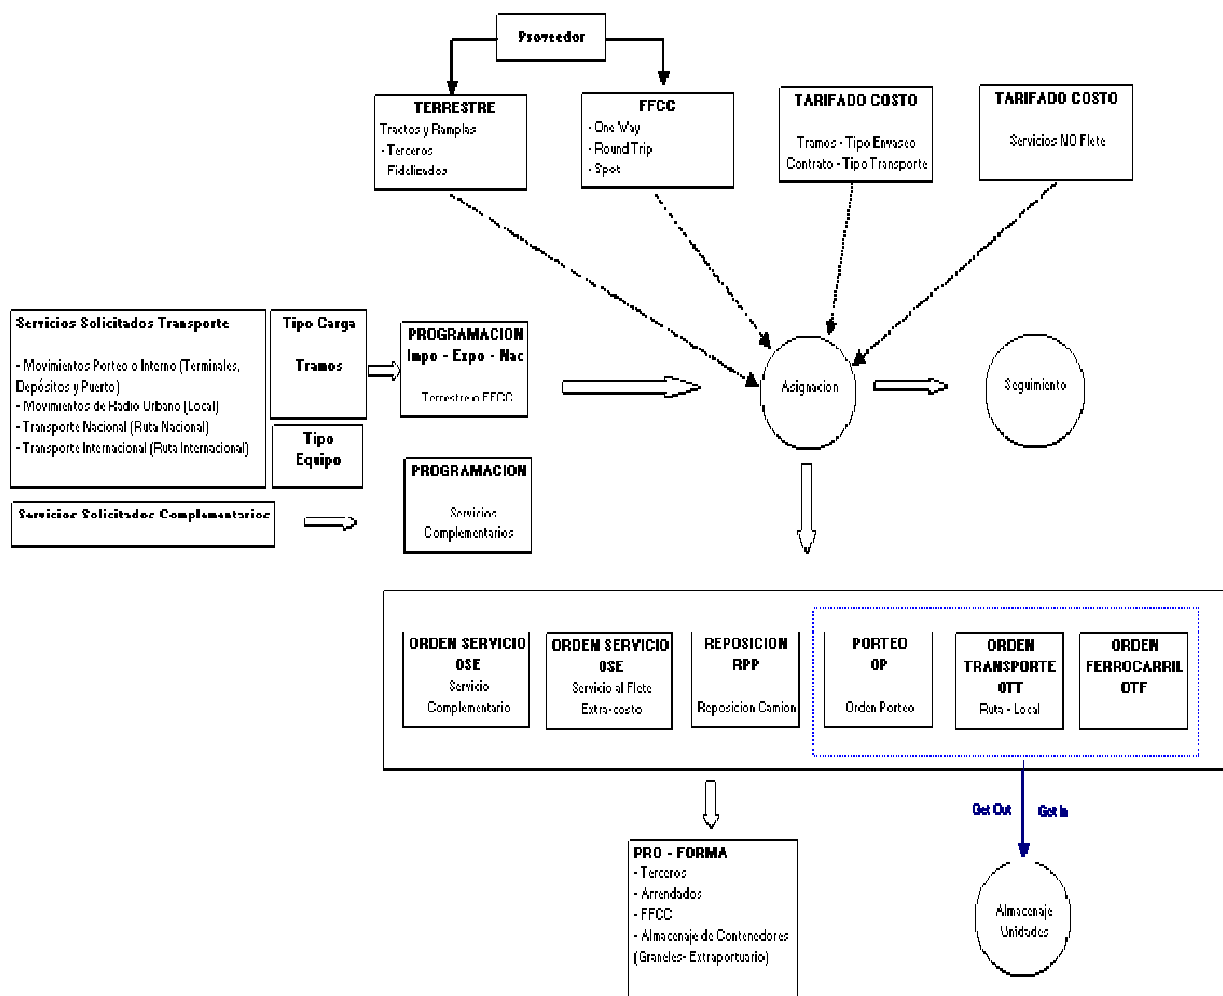 Proveedor
TERRESTRE
Tractos y Ramplas
- Terceros
- Fidelizados
FFCC
- One Way
- Round Trip
- Spot
TARIFADO COSTO
Tramos - Tipo Envaseo
Contrato - Tipo Transporte
TARIFADO COSTO
Servicios NO Flete
Servicios Solicitados Transporte
- Movimientos Porteo o Interno (Terminales,
Depósitos y Puerto)
- Movimientos de Radio Urbano (Local)
- Transporte Nacional (Ruta Nacional)
- Transporte Internacional (Ruta Internacional)
Tipo Carga
Tramos
Tipo
Equipo
PROGRAMACION
Impo - Expo - Nac
Terrestre o FFCC
Asignacion
Seguimiento
Servicios Solicitados Complementarios
PROGRAMACION
Servicios
Complementarios
ORDEN SERVICIO
OSE
Servicio
Complementario
ORDEN SERVICIO
OSE
Servicio al Flete
Extra-costo
REPOSICION
RPP
Reposicion Camion
PORTEO
OP
Orden Porteo
ORDEN
TRANSPORTE
OTT
Ruta - Local
ORDEN
FERROCARRIL
OTF
Get Out
Get In
PRO - FORMA
- Terceros
- Arrendados
- FFCC
- Almacenaje de Contenedores
(Graneles- Extraportuario)
Almacenaje
Unidades